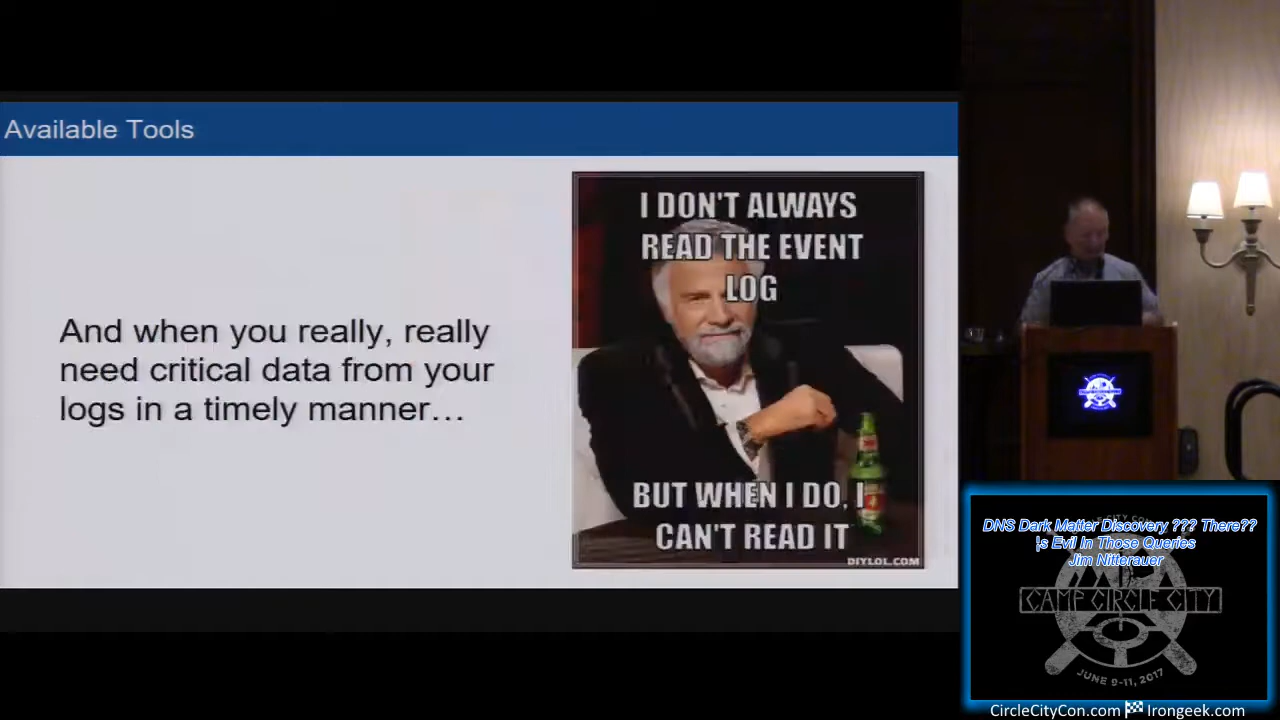 Available Tools
And when you really, really
need critical data from your
logs in a timely manner…
I DON'T ALWAYS
READ THE EVENT
LOG
BUT WHEN I DO, I
CAN'T READ IT
DIYLOL.COM
DNS Dark Matter Discovery ??? There??
s Evil In Those Queries
Jim Nitterauer
CAMP CIRCLE CITY
JUNE 9-11, 2017
CircleCityCon.com Irongeek.com